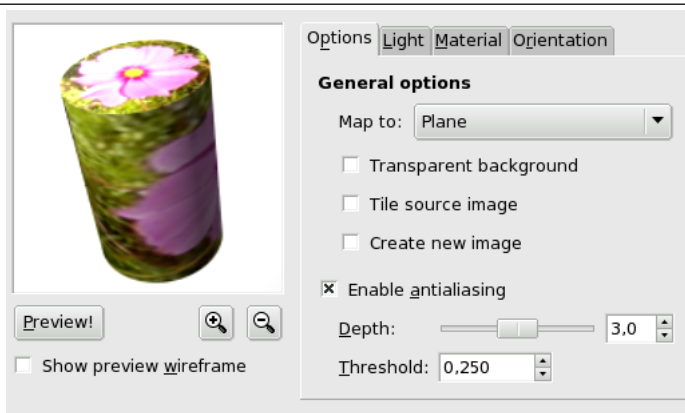 Options Light Material Orientation
General options
Map to: Plane
Transparent background
Tile source image
Create new image
Enable antialiasing
Depth: 3,0
Threshold: 0,250
Preview!
Show preview wireframe